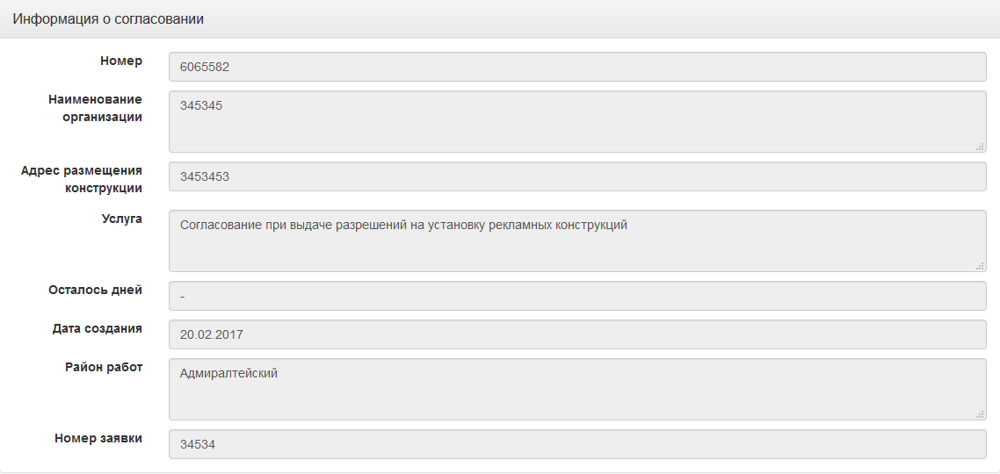 Информация о согласовании
Номер
6065582
Наименование
организации
345345
Адрес размещения
конструкции
3453453
Услуга
Согласование при выдаче разрешений на установку рекламных конструкций
Осталось дней
-
Дата создания
20.02.2017
Район работ
Адмиралтейский
Номер заявки
34534